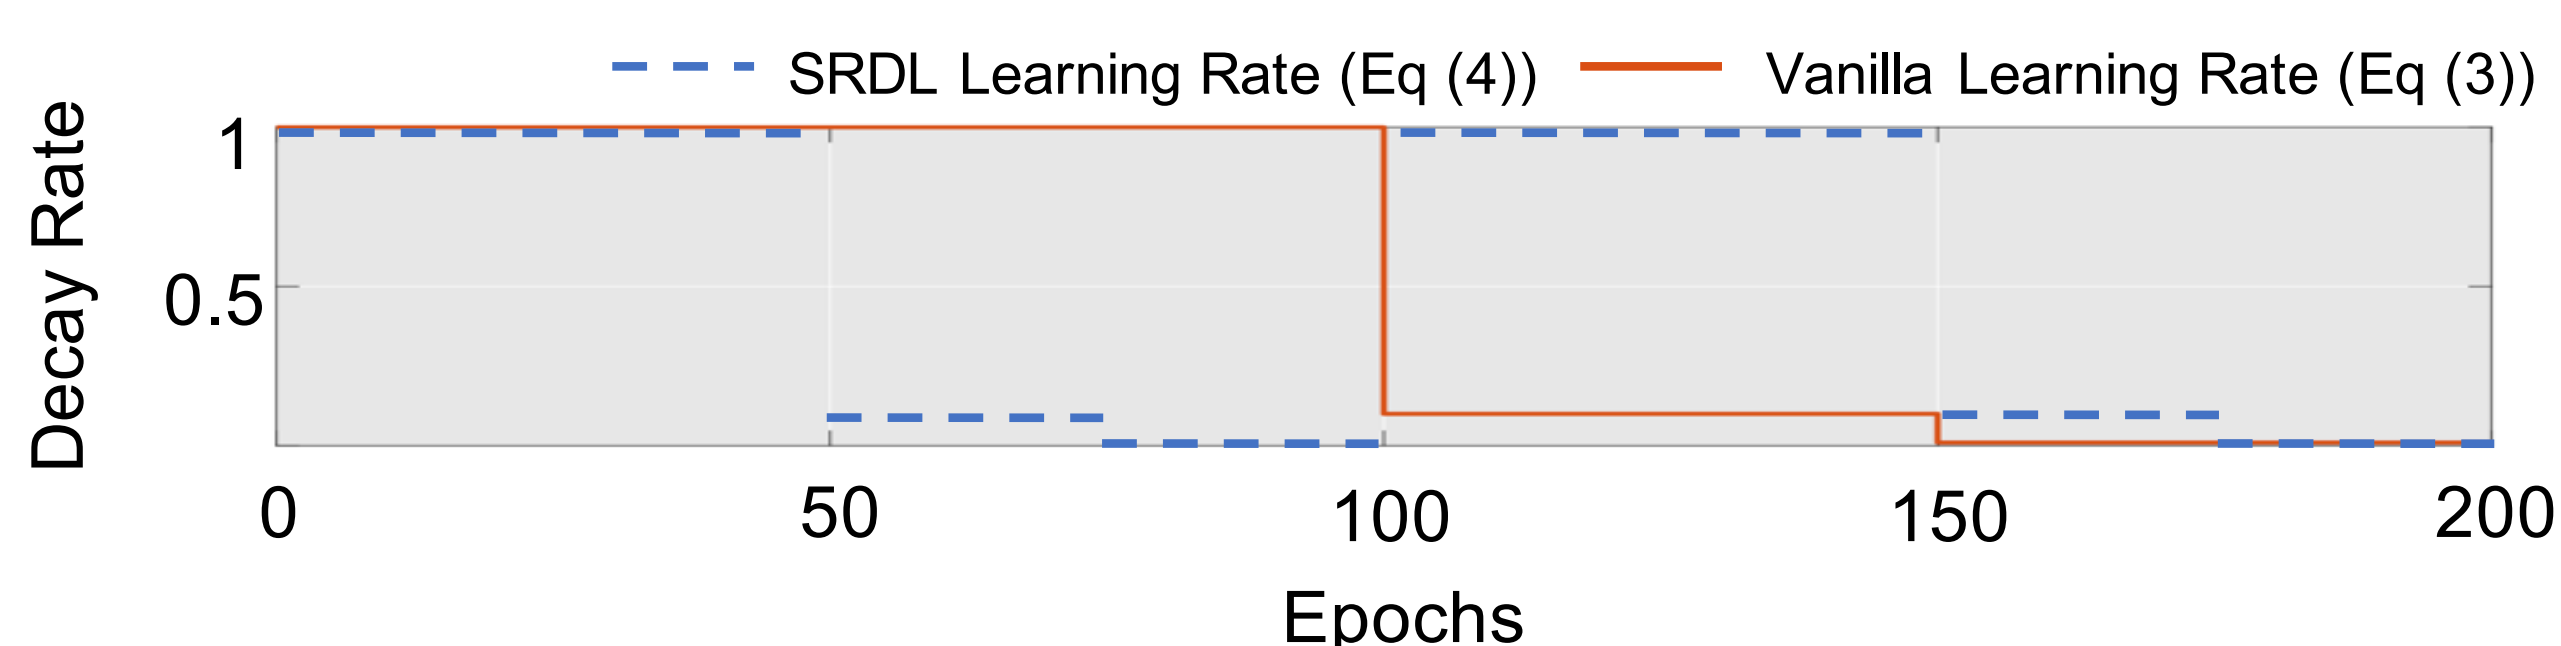 SRDL Learning Rate (Eq (4)) Vanilla Learning Rate (Eq (3))
Decay Rate
1
0.5
0 50 100 150 200
Epochs